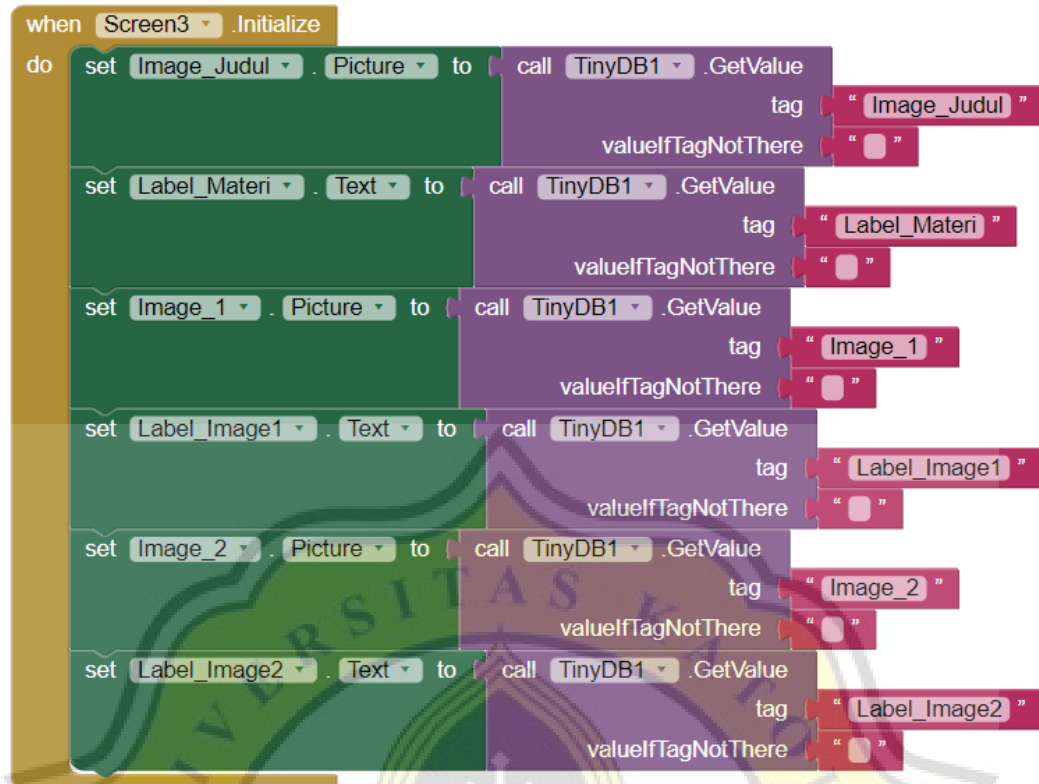 when Screen3 .Initialize
do set Image_Judul . Picture to call TinyDB1 .GetValue
tag " Image_Judul "
valueIfTagNotThere " "
set Label_Materi . Text to call TinyDB1 .GetValue
tag " Label_Materi "
valueIfTagNotThere " "
set Image_1 . Picture to call TinyDB1 .GetValue
tag " Image_1 "
valueIfTagNotThere " "
set Label_Image1 . Text to call TinyDB1 .GetValue
tag " Label_Image1 "
valueIfTagNotThere " "
set Image_2 . Picture to call TinyDB1 .GetValue
tag " Image_2 "
valueIfTagNotThere " "
set Label_Image2 . Text to call TinyDB1 .GetValue
tag " Label_Image2 "
valueIfTagNotThere " "
IVERSITAS KATO